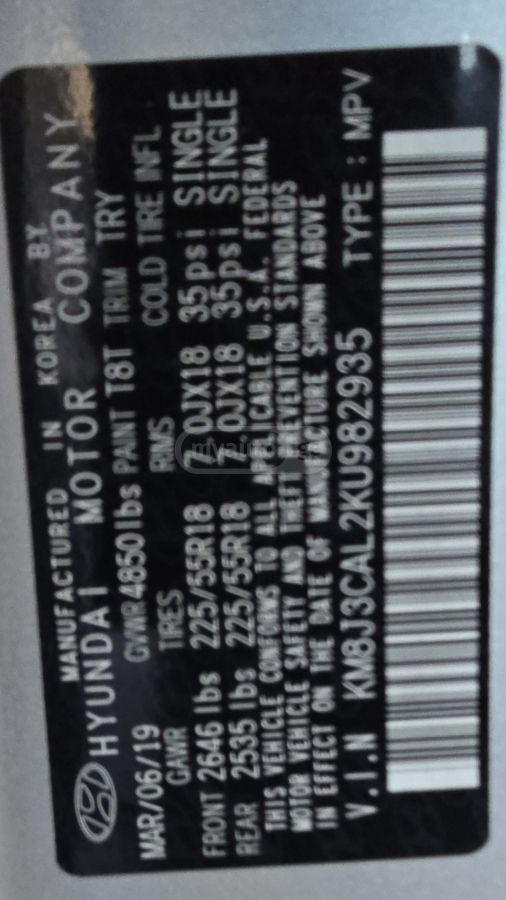 MANUFACTURED IN KOREA BY
HYUNDAI MOTOR COMPANY
MAR/06/19 GVWR 4850lbs PAINT T8T TRIM TRY
GAWR TIRES RIMS COLD TIRE INFL
FRONT 2646 lbs 225/55R18 7.0JX18 35psi SINGLE
REAR 2535 lbs 225/55R18 7.0JX18 35psi SINGLE
THIS VEHICLE CONFORMS TO ALL APPLICABLE U.S.A. FEDERAL
MOTOR VEHICLE SAFETY AND THEFT PREVENTION STANDARDS
IN EFFECT ON THE DATE OF MANUFACTURE SHOWN ABOVE
V.I.N KM8J3CAL2KU982935 TYPE : MPV